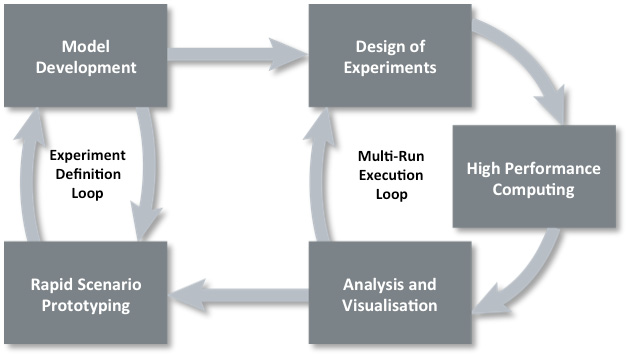 Model
Development
Design of
Experiments
Experiment
Definition
Loop
Multi-Run
Execution
Loop
High Performance
Computing
Rapid Scenario
Prototyping
Analysis and
Visualisation